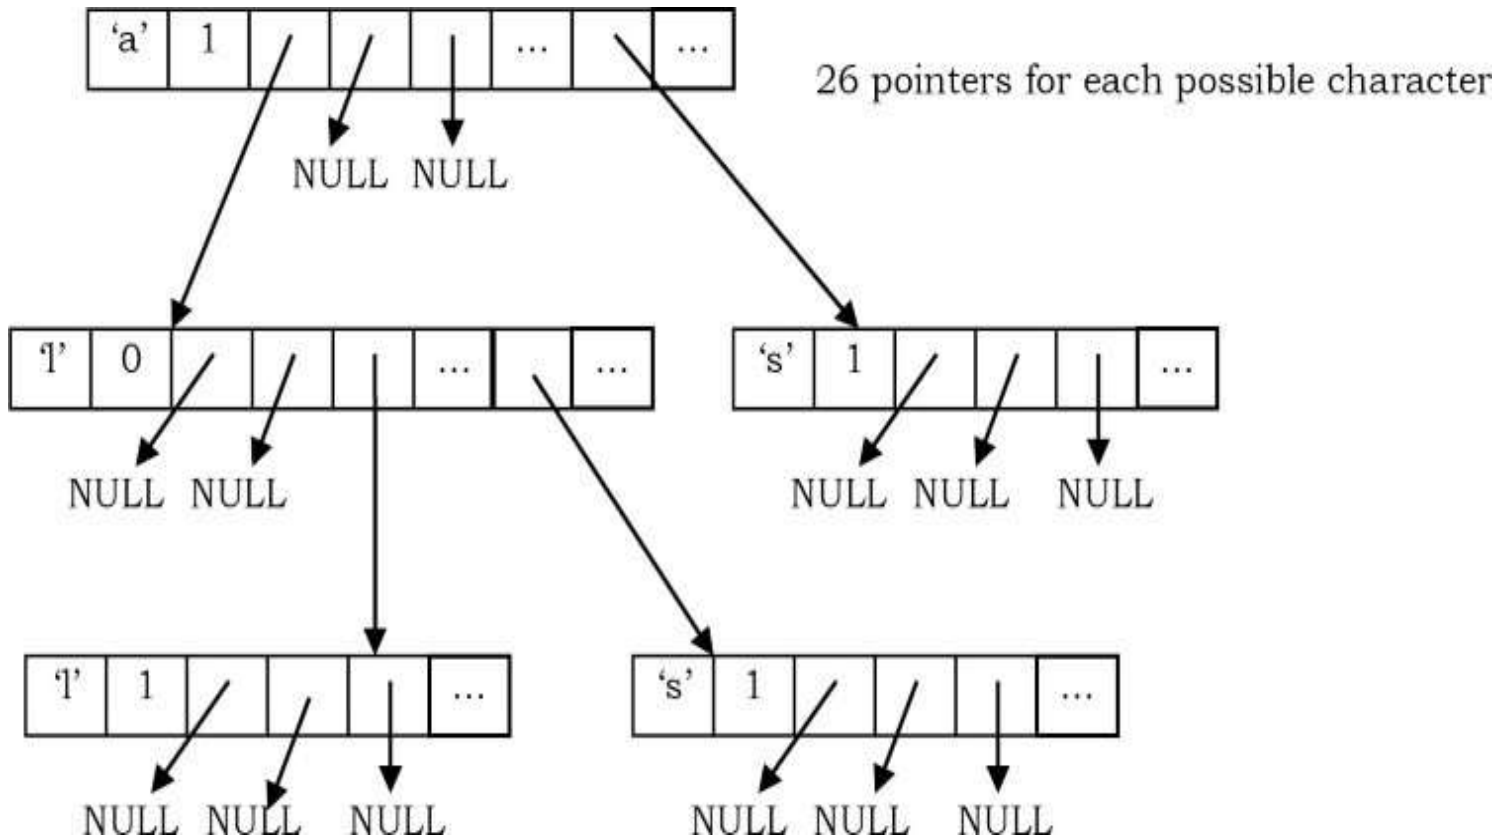 ‘a’ 1 ... ...
26 pointers for each possible character
NULL NULL
‘l’ 0 ... ...
‘s’ 1 ...
NULL NULL
NULL NULL NULL
‘l’ 1 ...
‘s’ 1 ...
NULL NULL NULL
NULL NULL NULL